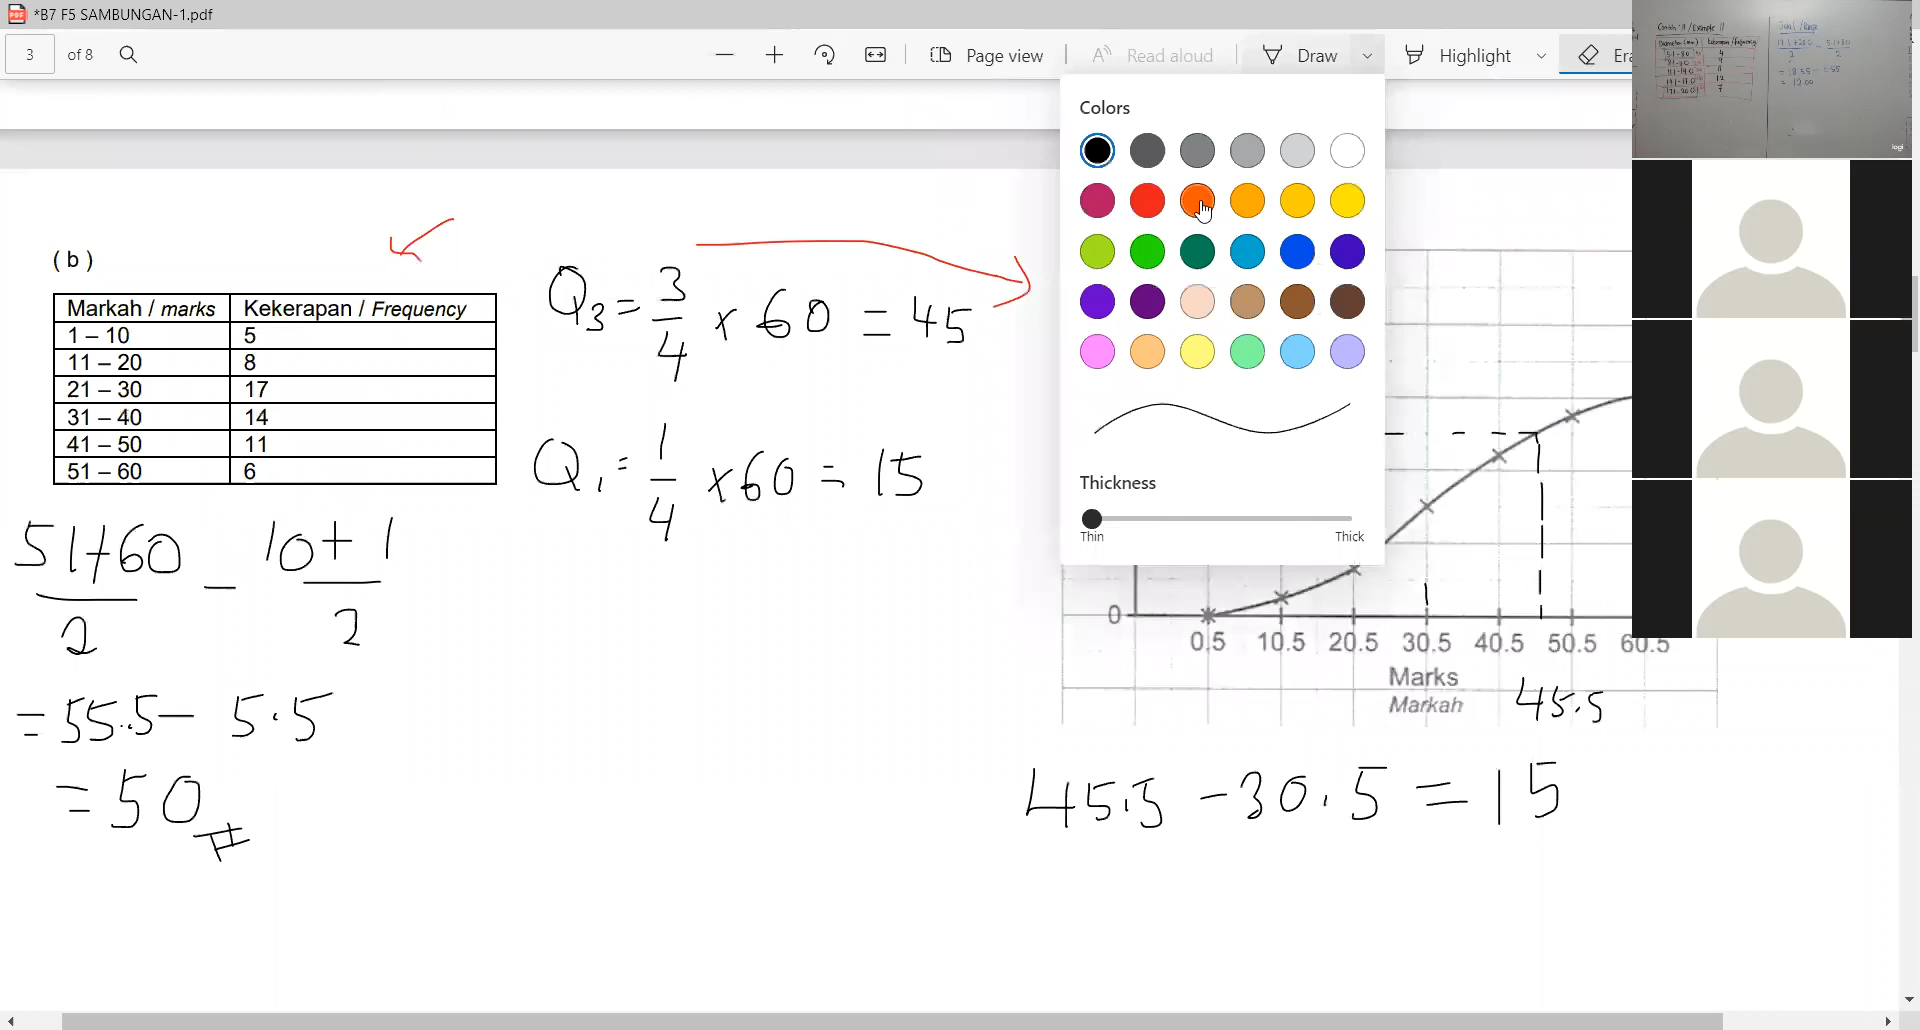 *B7 F5 SAMBUNGAN-1.pdf
3 of 8
Page view
Read aloud
Draw
Highlight
Era
Colors
Thickness
Thin Thick
( b )
Markah / marks Kekerapan / Frequency
1 – 10 5
11 – 20 8
21 – 30 17
31 – 40 14
41 – 50 11
51 – 60 6
51+60 / 2 – 10+1 / 2
= 55.5 – 5.5
= 50
Q3 = 3/4 × 60 = 45
Q1 = 1/4 × 60 = 15
0
0.5 10.5 20.5 30.5 40.5 50.5 60.5
Marks
Markah
45.5
45.5 – 30.5 = 15
logi